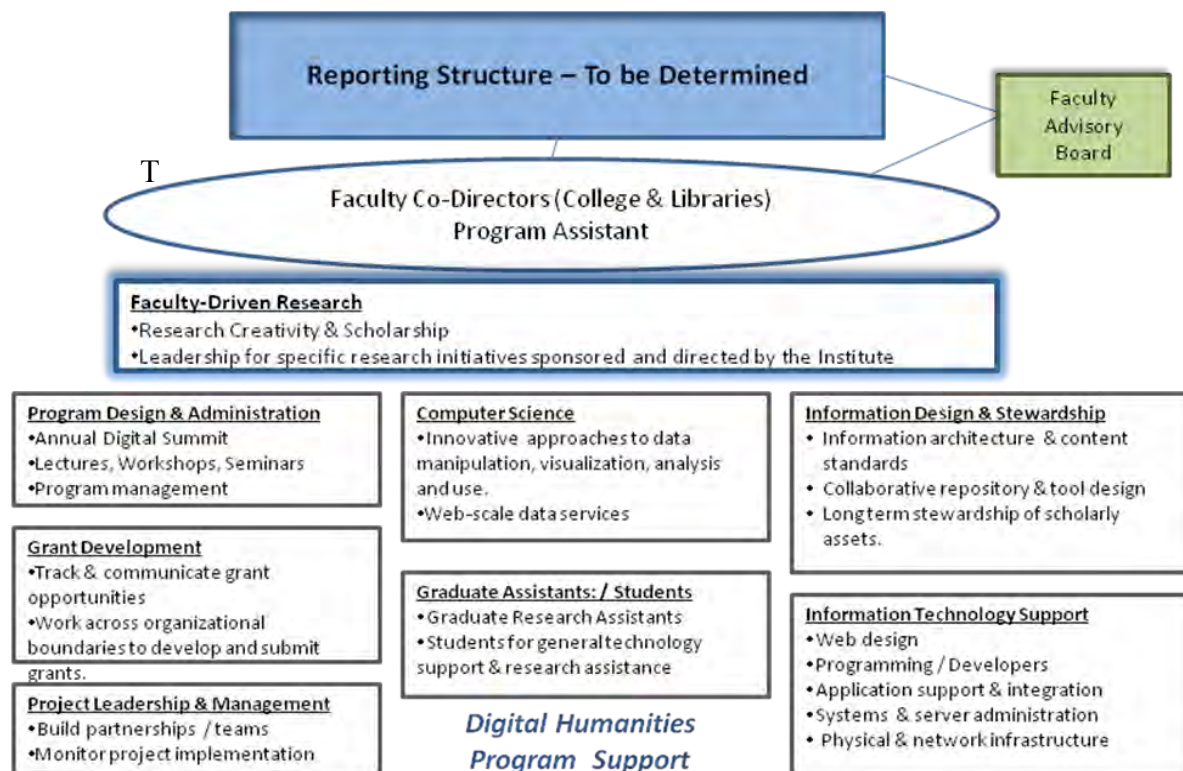 Reporting Structure – To be Determined
Faculty
Advisory
Board
T
Faculty Co-Directors (College & Libraries)
Program Assistant
Faculty-Driven Research
•Research Creativity & Scholarship
•Leadership for specific research initiatives sponsored and directed by the Institute
Program Design & Administration
•Annual Digital Summit
•Lectures, Workshops, Seminars
•Program management
Grant Development
•Track & communicate grant
opportunities
•Work across organizational
boundaries to develop and submit
grants.
Project Leadership & Management
•Build partnerships / teams
•Monitor project implementation
Computer Science
•Innovative approaches to data
manipulation, visualization, analysis
and use.
•Web-scale data services
Graduate Assistants: / Students
•Graduate Research Assistants
•Students for general technology
support & research assistance
Digital Humanities
Program Support
Information Design & Stewardship
• Information architecture & content
standards
• Collaborative repository & tool design
• Long term stewardship of scholarly
assets.
Information Technology Support
•Web design
•Programming / Developers
•Application support & integration
•Systems & server administration
• Physical & network infrastructure